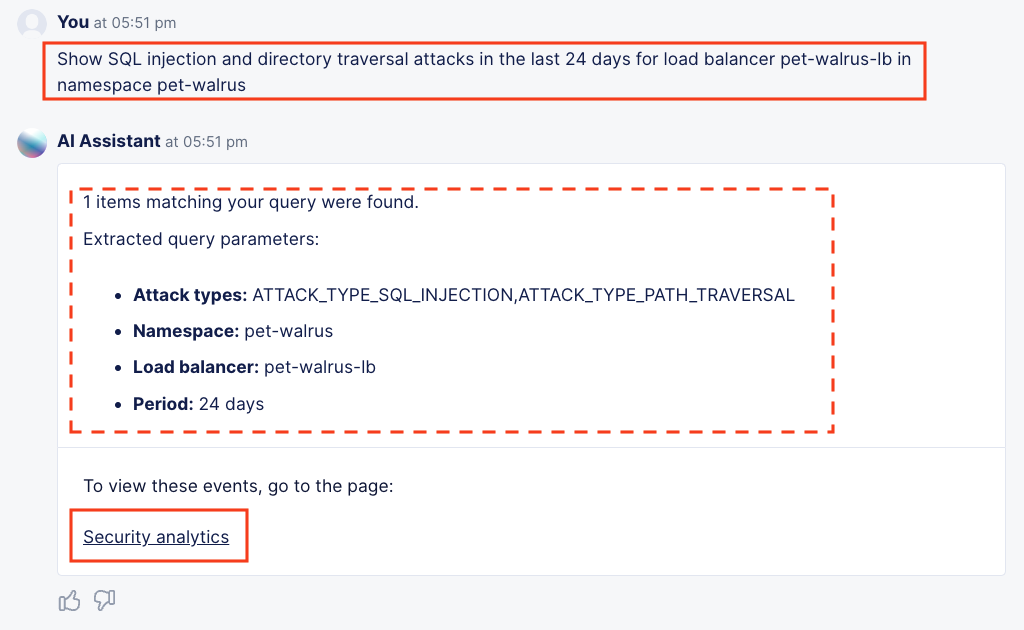 You at 05:51 pm
Show SQL injection and directory traversal attacks in the last 24 days for load balancer pet-walrus-lb in
namespace pet-walrus
AI Assistant at 05:51 pm
1 items matching your query were found.
Extracted query parameters:
• Attack types: ATTACK_TYPE_SQL_INJECTION,ATTACK_TYPE_PATH_TRAVERSAL
• Namespace: pet-walrus
• Load balancer: pet-walrus-lb
• Period: 24 days
To view these events, go to the page:
Security analytics